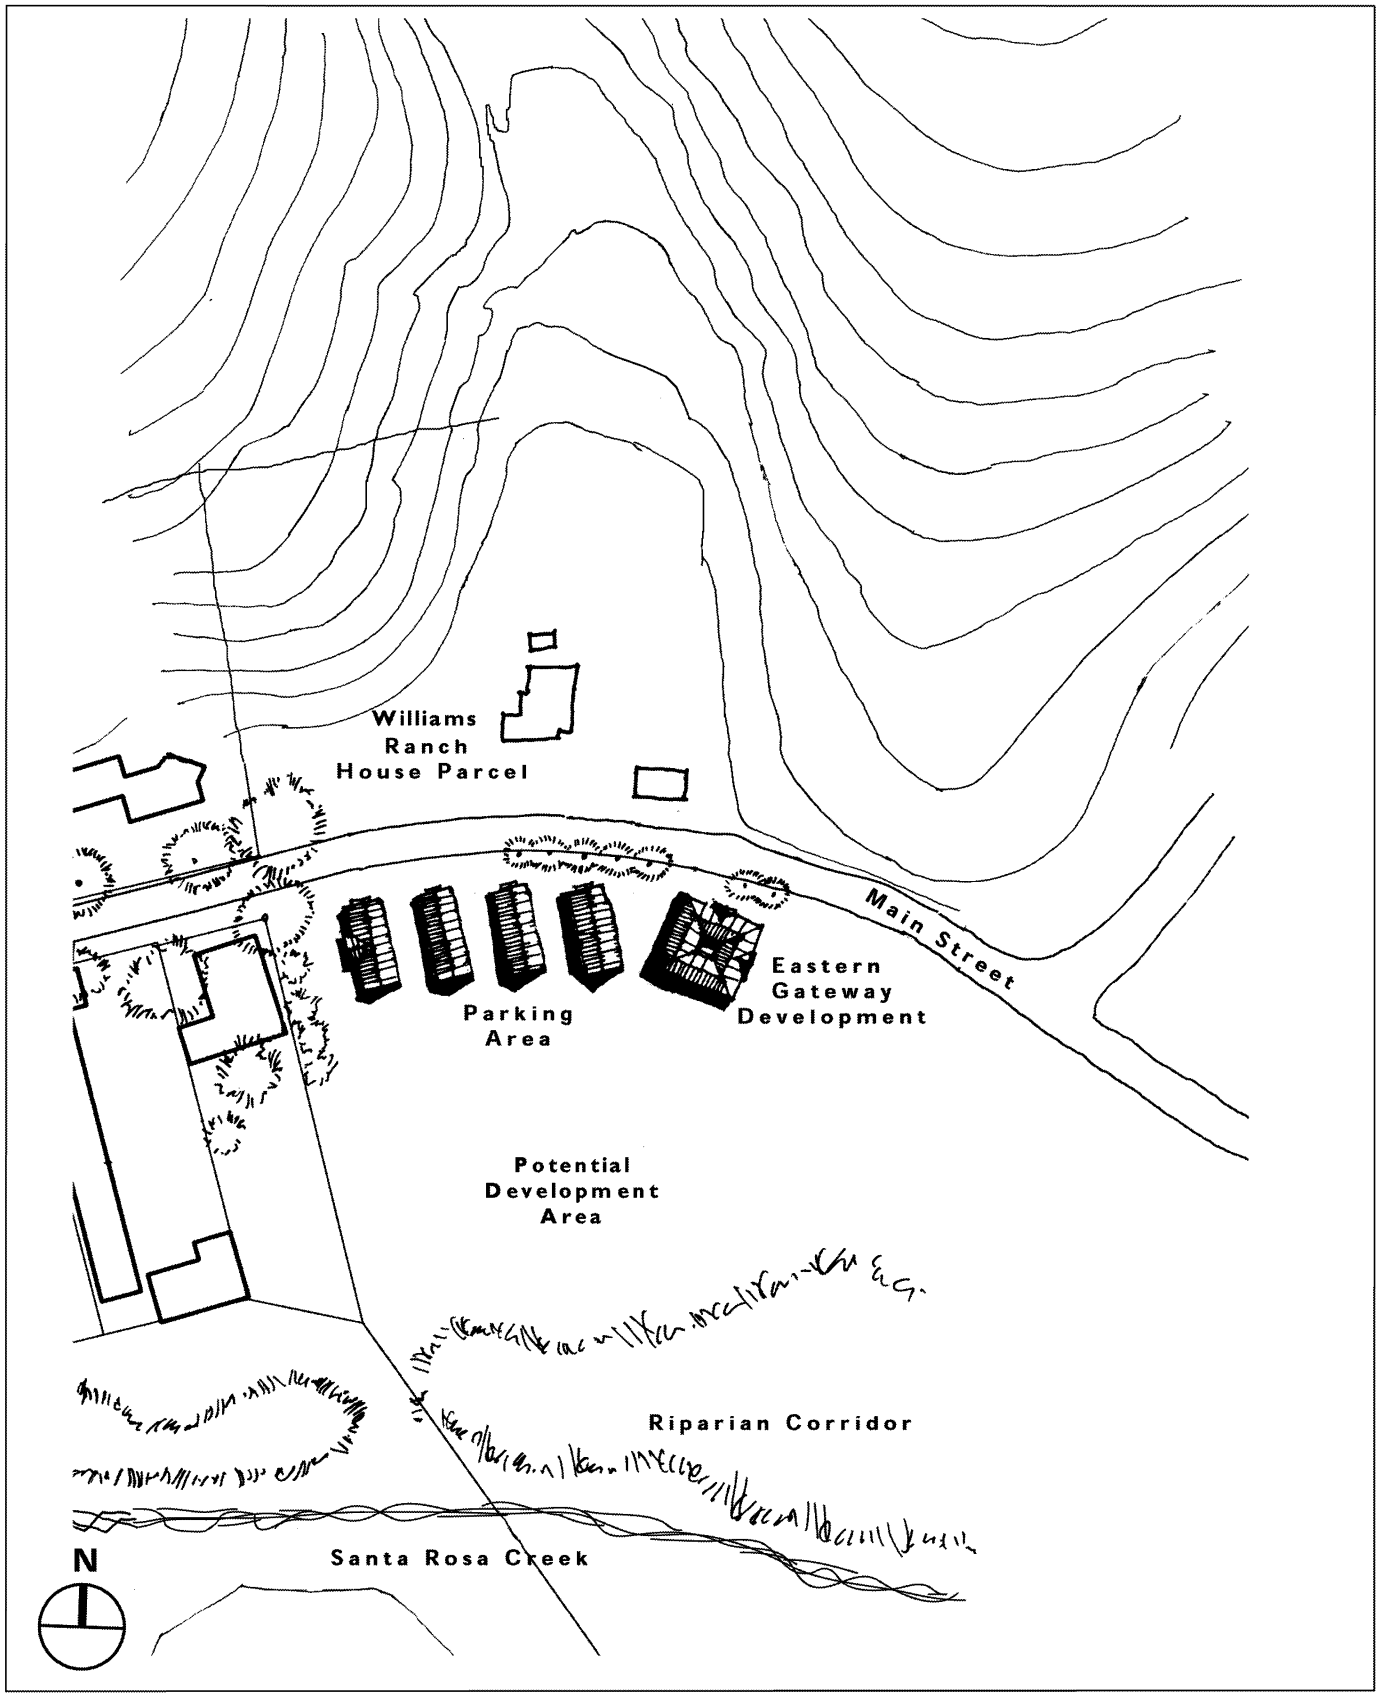 Williams
Ranch
House Parcel
Main Street
Eastern
Gateway
Development
Parking
Area
Potential
Development
Area
Riparian Corridor
Santa Rosa Creek
N